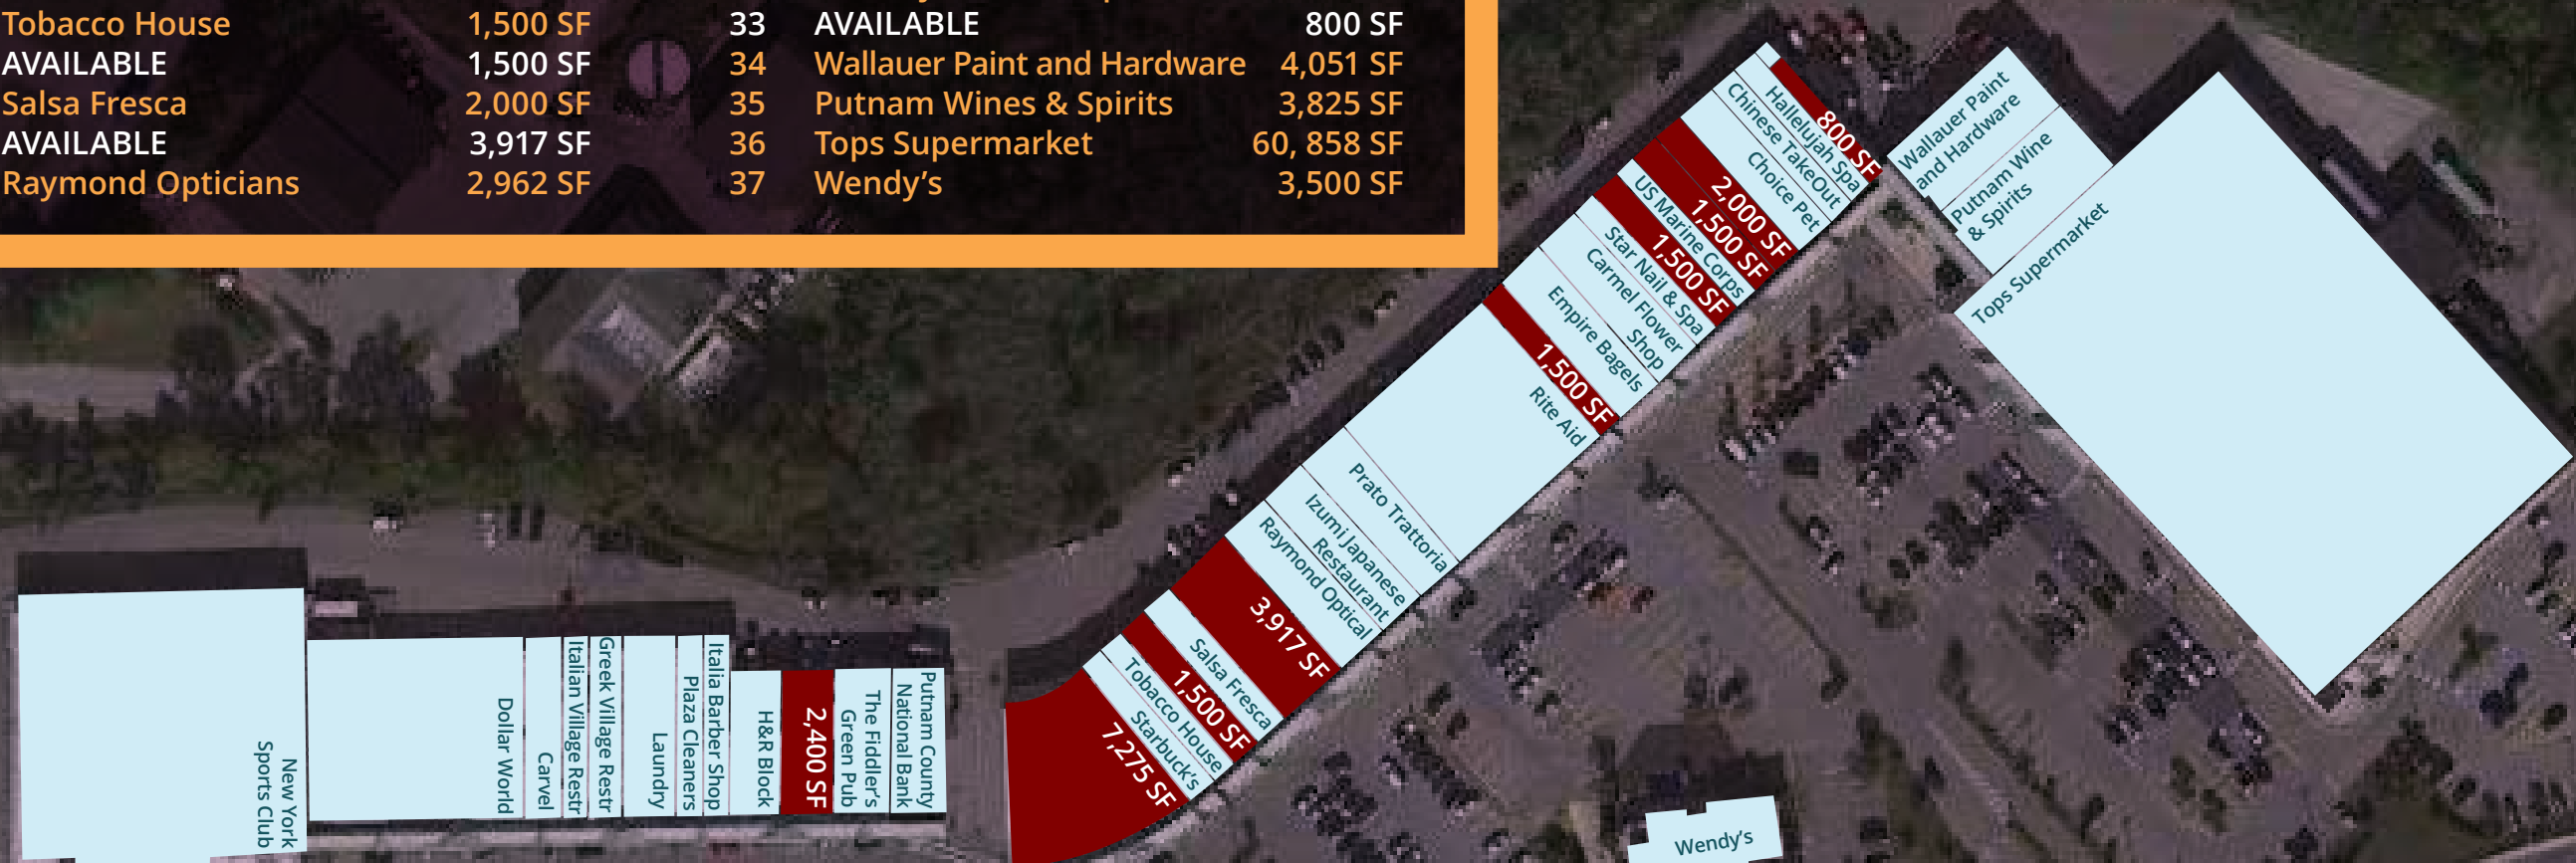 Tobacco House 1,500 SF
AVAILABLE 1,500 SF
Salsa Fresca 2,000 SF
AVAILABLE 3,917 SF
Raymond Opticians 2,962 SF
33 AVAILABLE 800 SF
34 Wallauer Paint and Hardware 4,051 SF
35 Putnam Wines & Spirits 3,825 SF
36 Tops Supermarket 60, 858 SF
37 Wendy’s 3,500 SF
New York
Sports Club
Dollar World
Carvel
Italian Village Restr
Greek Village Restr
Laundry
Plaza Cleaners
Italia Barber Shop
H&R Block
2,400 SF
The Fiddler’s
Green Pub
Putnam County
National Bank
7,275 SF
Starbuck’s
Tobacco House
1,500 SF
Salsa Fresca
3,917 SF
Raymond Optical
Izumi Japanese
Restaurant
Prato Trattoria
Rite Aid
1,500 SF
Empire Bagels
Carmel Flower
Shop
Star Nail & Spa
1,500 SF
US Marine Corps
1,500 SF
2,000 SF
Choice Pet
Chinese TakeOut
Hallelujah Spa
800 SF
Wallauer Paint
and Hardware
Putnam Wine
& Spirits
Tops Supermarket
Wendy’s